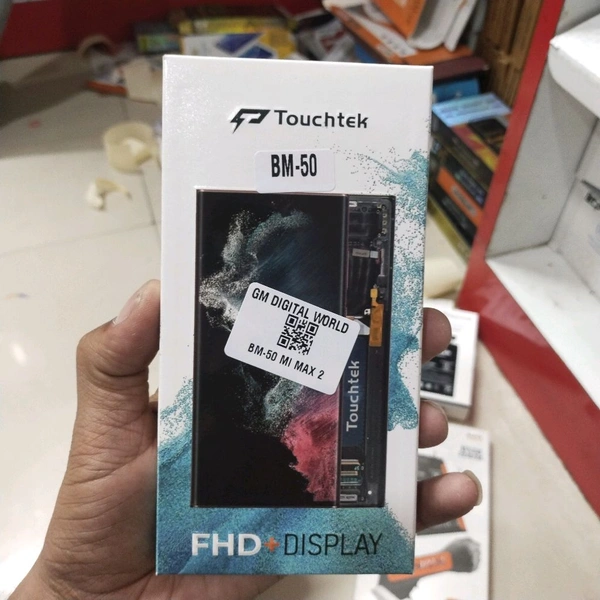 Touchtek
BM-50
GM DIGITAL WORLD
BM-50 MI MAX 2
Touchtek
FHD DISPLAY